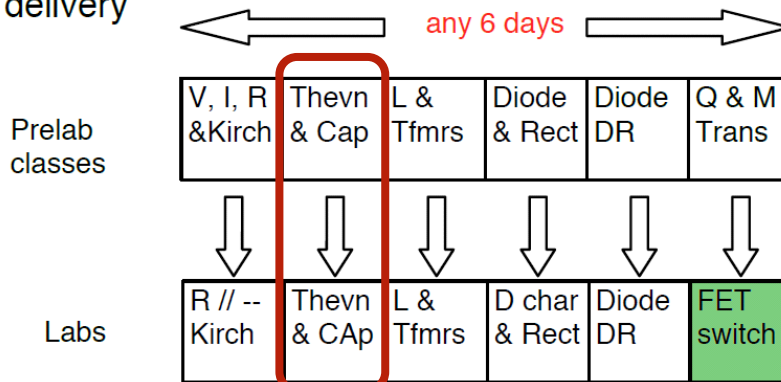 delivery
any 6 days
Prelab
classes
V, I, R
&Kirch
Thevn
& Cap
L &
Tfmrs
Diode
& Rect
Diode
DR
Q & M
Trans
Labs
R // --
Kirch
Thevn
& CAp
L &
Tfmrs
D char
& Rect
Diode
DR
FET
switch